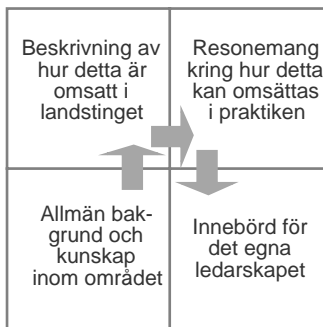 Beskrivning av
hur detta är
omsatt i
landstinget
Resonemang
kring hur detta
kan omsättas
i praktiken
Allmän bak-
grund och
kunskap
inom området
Innebörd för
det egna
ledarskapet